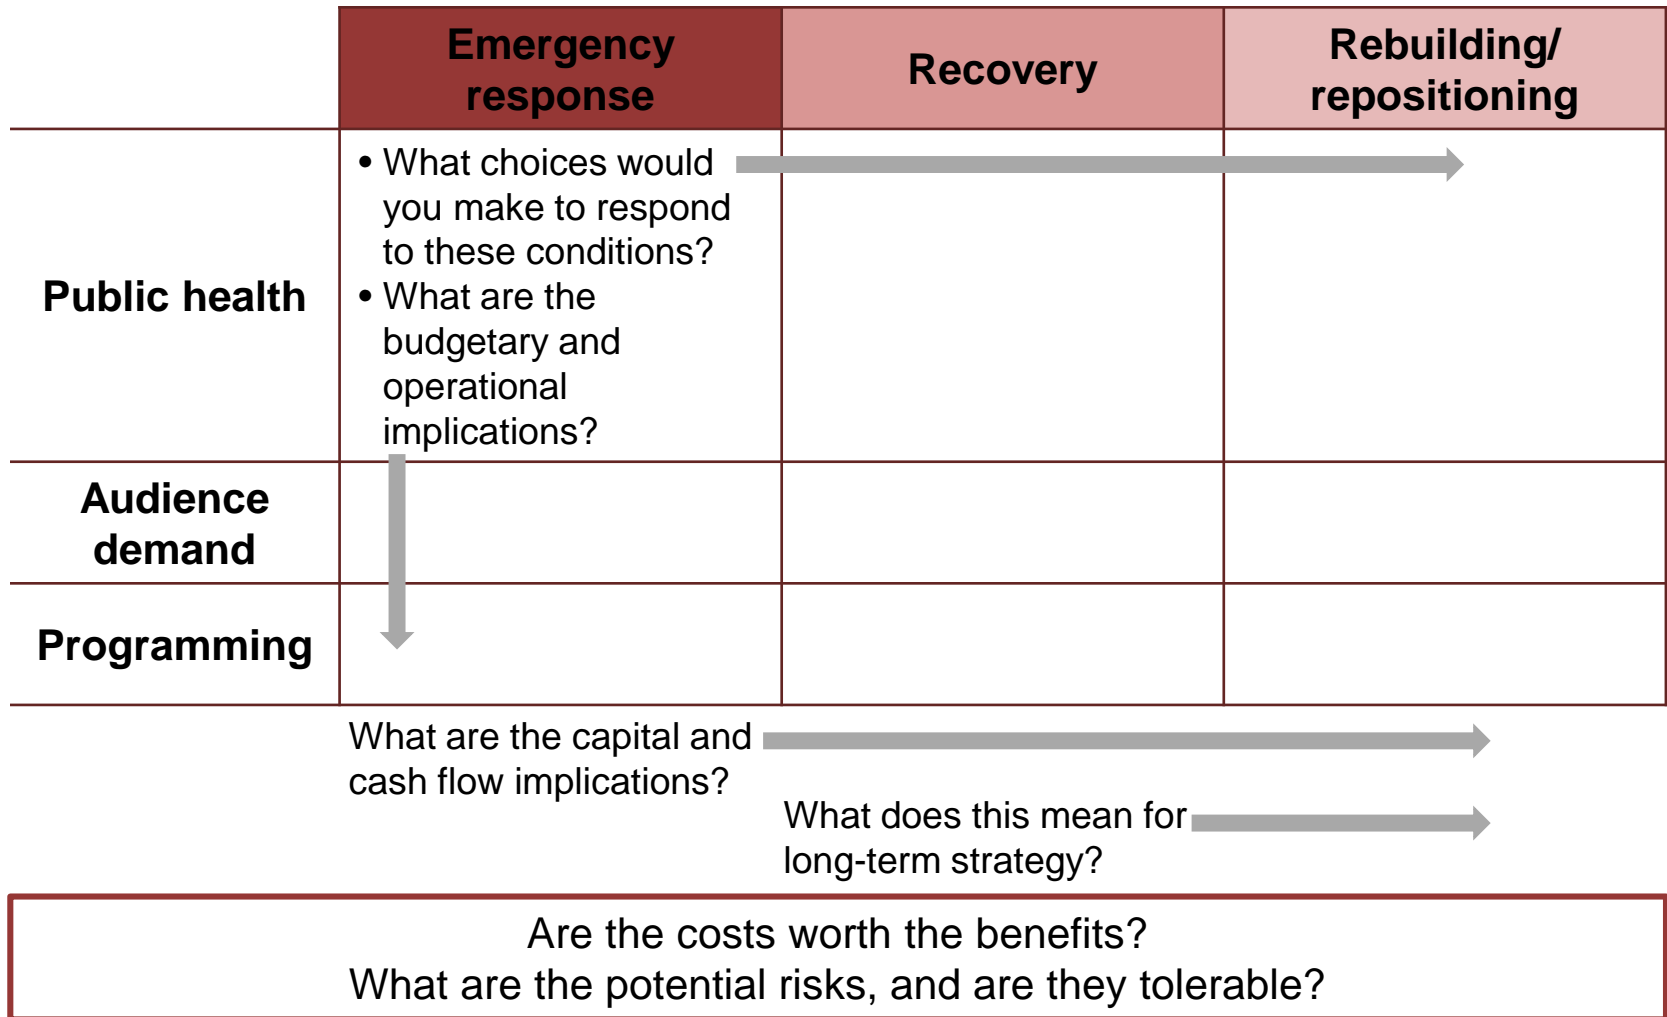 Emergency
response
Recovery
Rebuilding/
repositioning
Public health
• What choices would
you make to respond
to these conditions?
• What are the
budgetary and
operational
implications?
Audience
demand
Programming
What are the capital and
cash flow implications?
What does this mean for
long-term strategy?
Are the costs worth the benefits?
What are the potential risks, and are they tolerable?